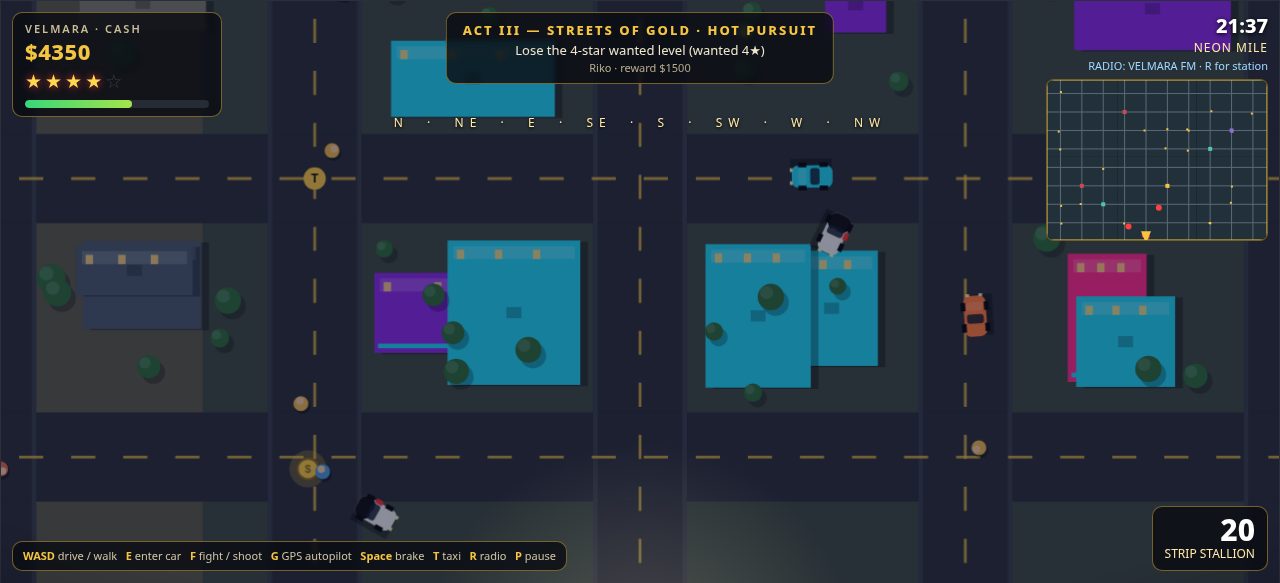 VELMARA · CASH
$4350
★★★★☆
ACT III — STREETS OF GOLD · HOT PURSUIT
Lose the 4-star wanted level (wanted 4★)
Riko · reward $1500
21:37
NEON MILE
RADIO: VELMARA FM · R for station
N · NE · E · SE · S · SW · W · NW
T
$
WASD drive / walk E enter car F fight / shoot G GPS autopilot Space brake T taxi R radio P pause
20
STRIP STALLION